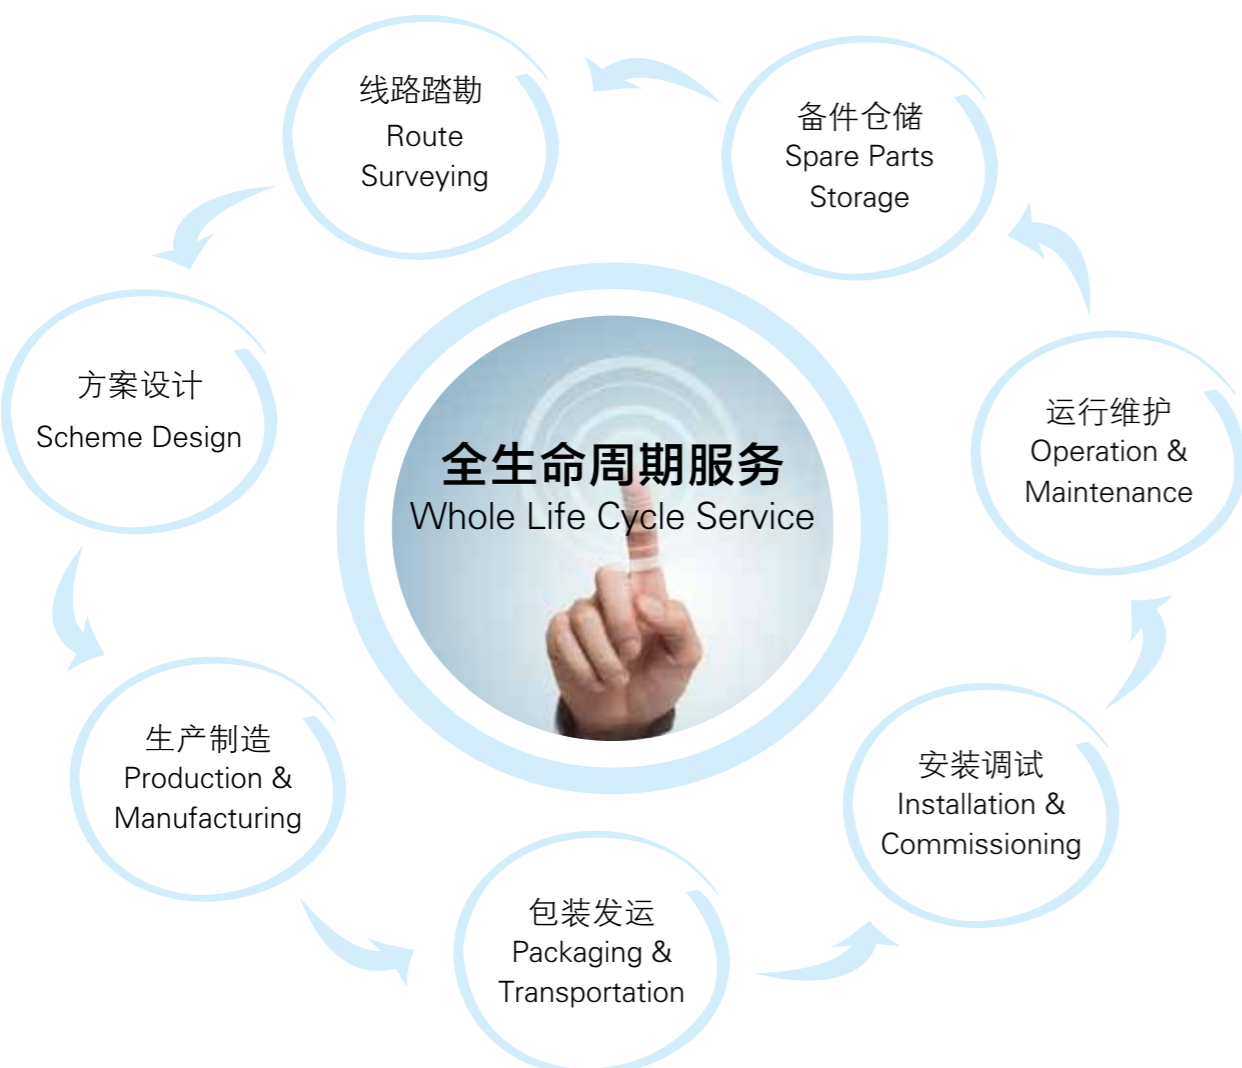 线路踏勘
Route
Surveying
备件仓储
Spare Parts
Storage
方案设计
Scheme Design
运行维护
Operation &
Maintenance
全生命周期服务
Whole Life Cycle Service
生产制造
Production &
Manufacturing
安装调试
Installation &
Commissioning
包装发运
Packaging &
Transportation